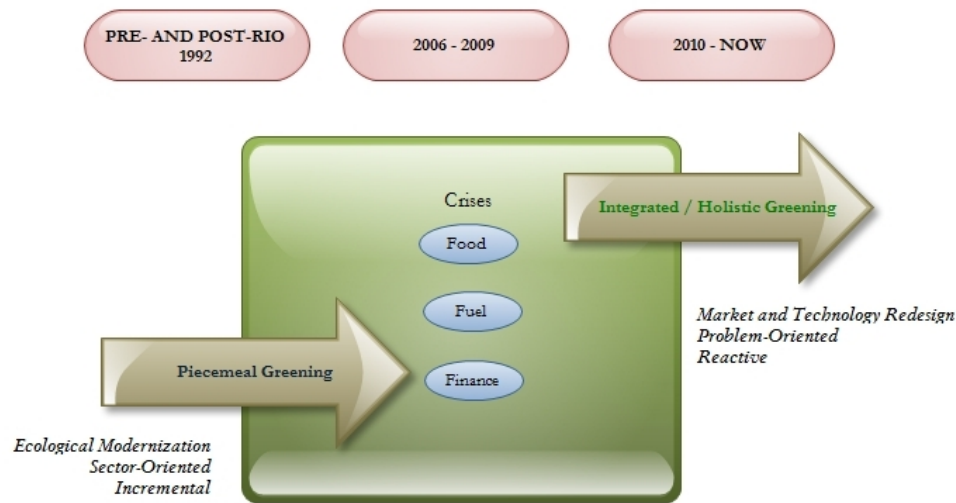 PRE- AND POST-RIO
1992
2006 - 2009
2010 - NOW
Crises
Food
Fuel
Finance
Integrated / Holistic Greening
Market and Technology Redesign
Problem-Oriented
Reactive
Piecemeal Greening
Ecological Modernization
Sector-Oriented
Incremental